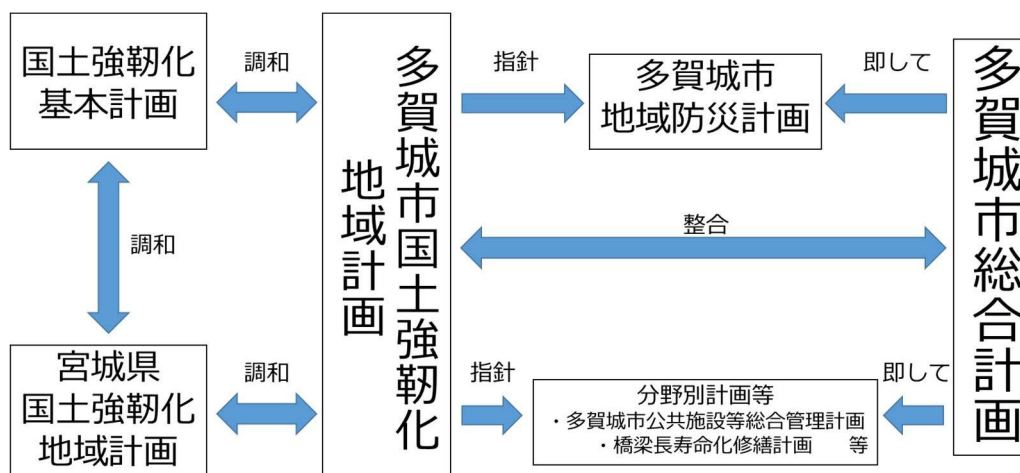 国土強靭化
基本計画
調和
調和
宮城県
国土強靭化
地域計画
調和
多賀城市国土強靭化
地域計画
指針
多賀城市
地域防災計画
即して
整合
指針
分野別計画等
・多賀城市公共施設等総合管理計画
・橋梁長寿命化修繕計画 等
即して
多賀城市総合計画